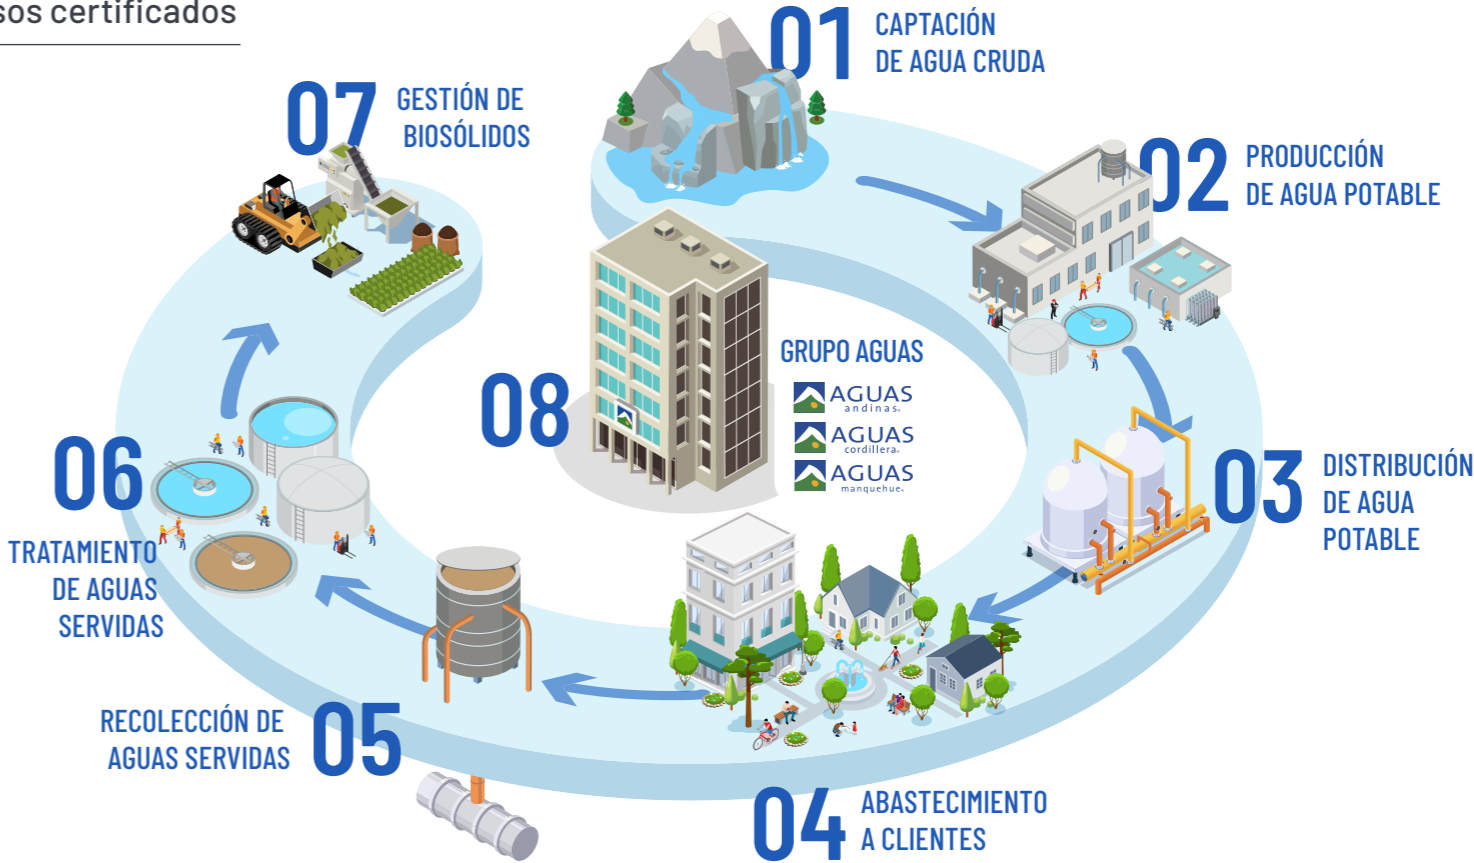 sos certificados
01
CAPTACIÓN
DE AGUA CRUDA
02
PRODUCCIÓN
DE AGUA POTABLE
03
DISTRIBUCIÓN
DE AGUA
POTABLE
04
ABASTECIMIENTO
A CLIENTES
05
RECOLECCIÓN DE
AGUAS SERVIDAS
06
TRATAMIENTO
DE AGUAS
SERVIDAS
07
GESTIÓN DE
BIOSÓLIDOS
08
GRUPO AGUAS
AGUAS
andinas.
AGUAS
cordillera.
AGUAS
manquehue.